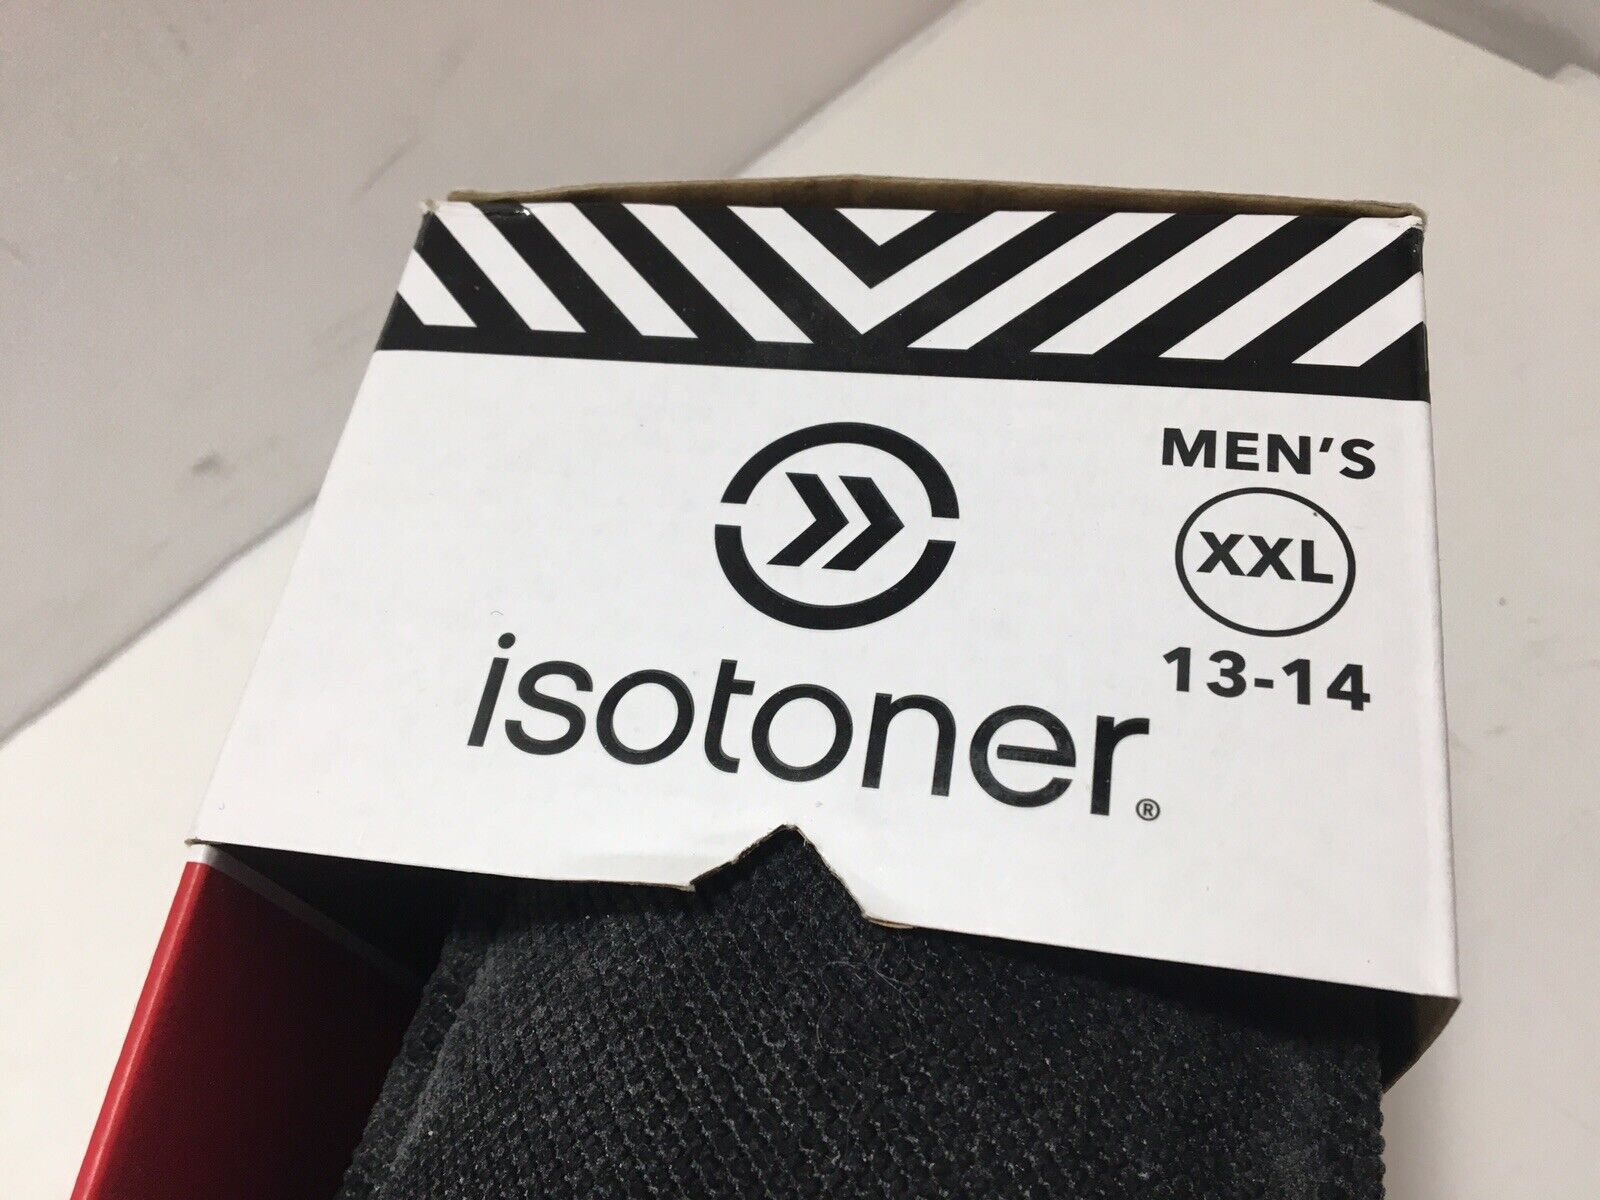 MEN'S
XXL
13-14
isotoner®